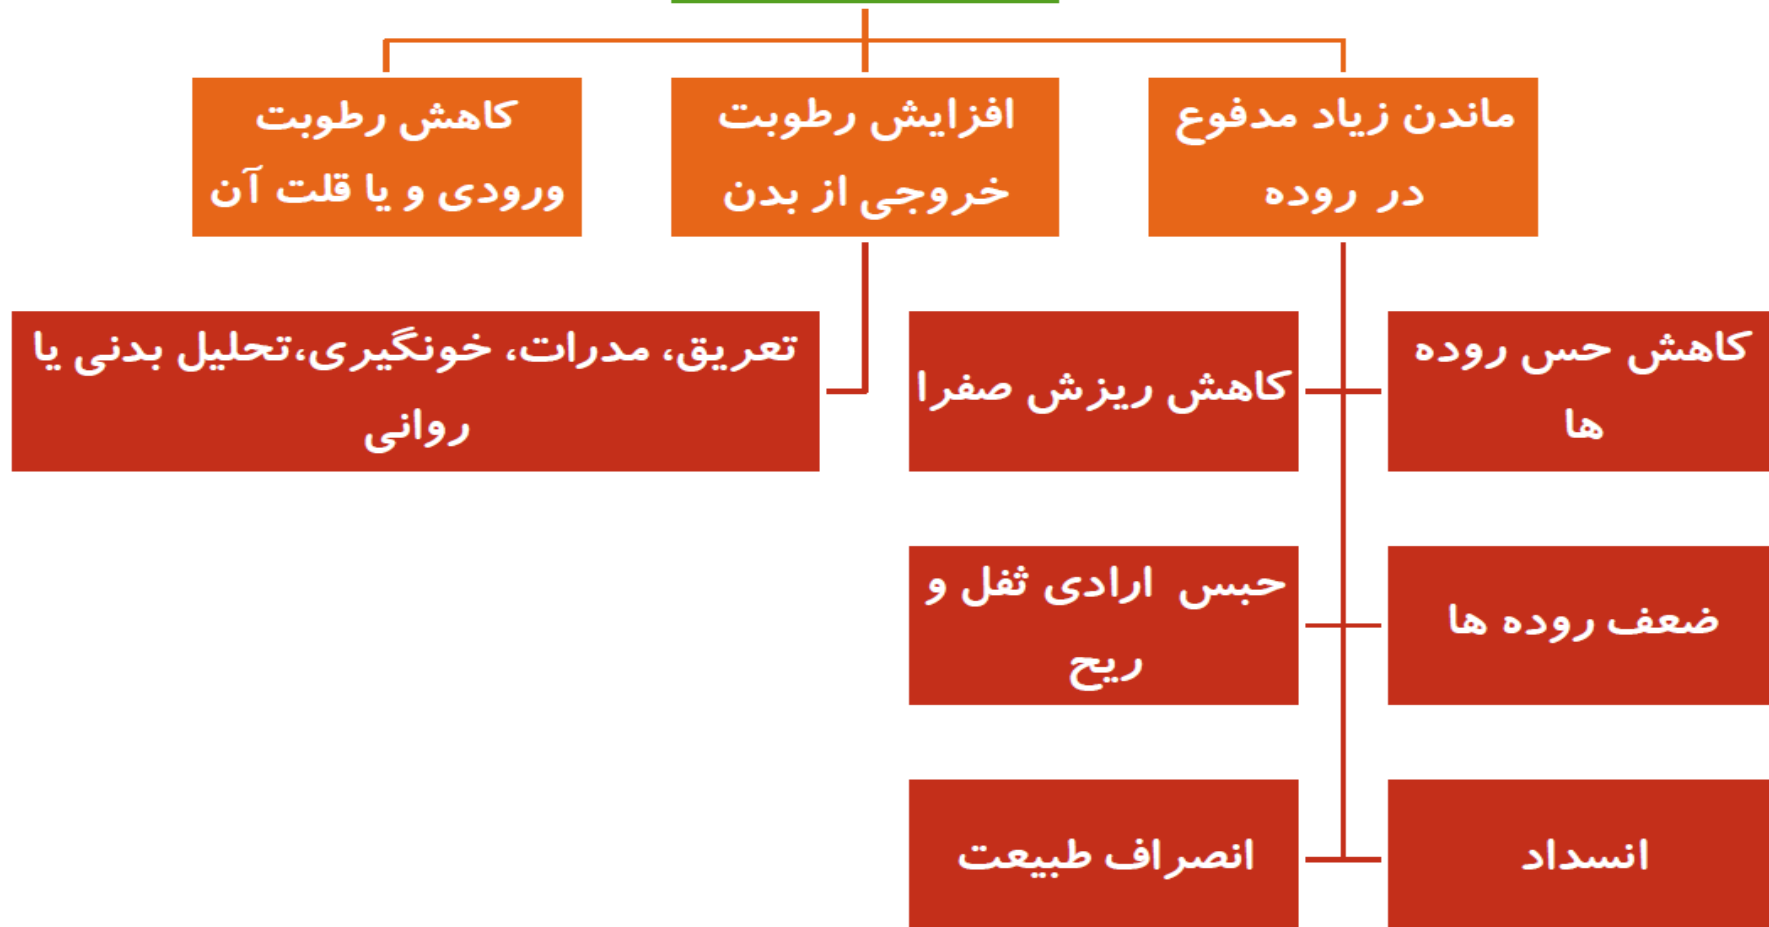 ماندن زیاد مدفوع
در روده
افزایش رطوبت
خروجی از بدن
کاهش رطوبت
ورودی و یا قلت آن
کاهش حس روده
ها
کاهش ریزش صفرا
تعریق، مدرات، خونگیری،تحلیل بدنی یا
روانی
ضعف روده ها
حبس ارادی ثفل و
ریح
انسداد
انصراف طبیعت